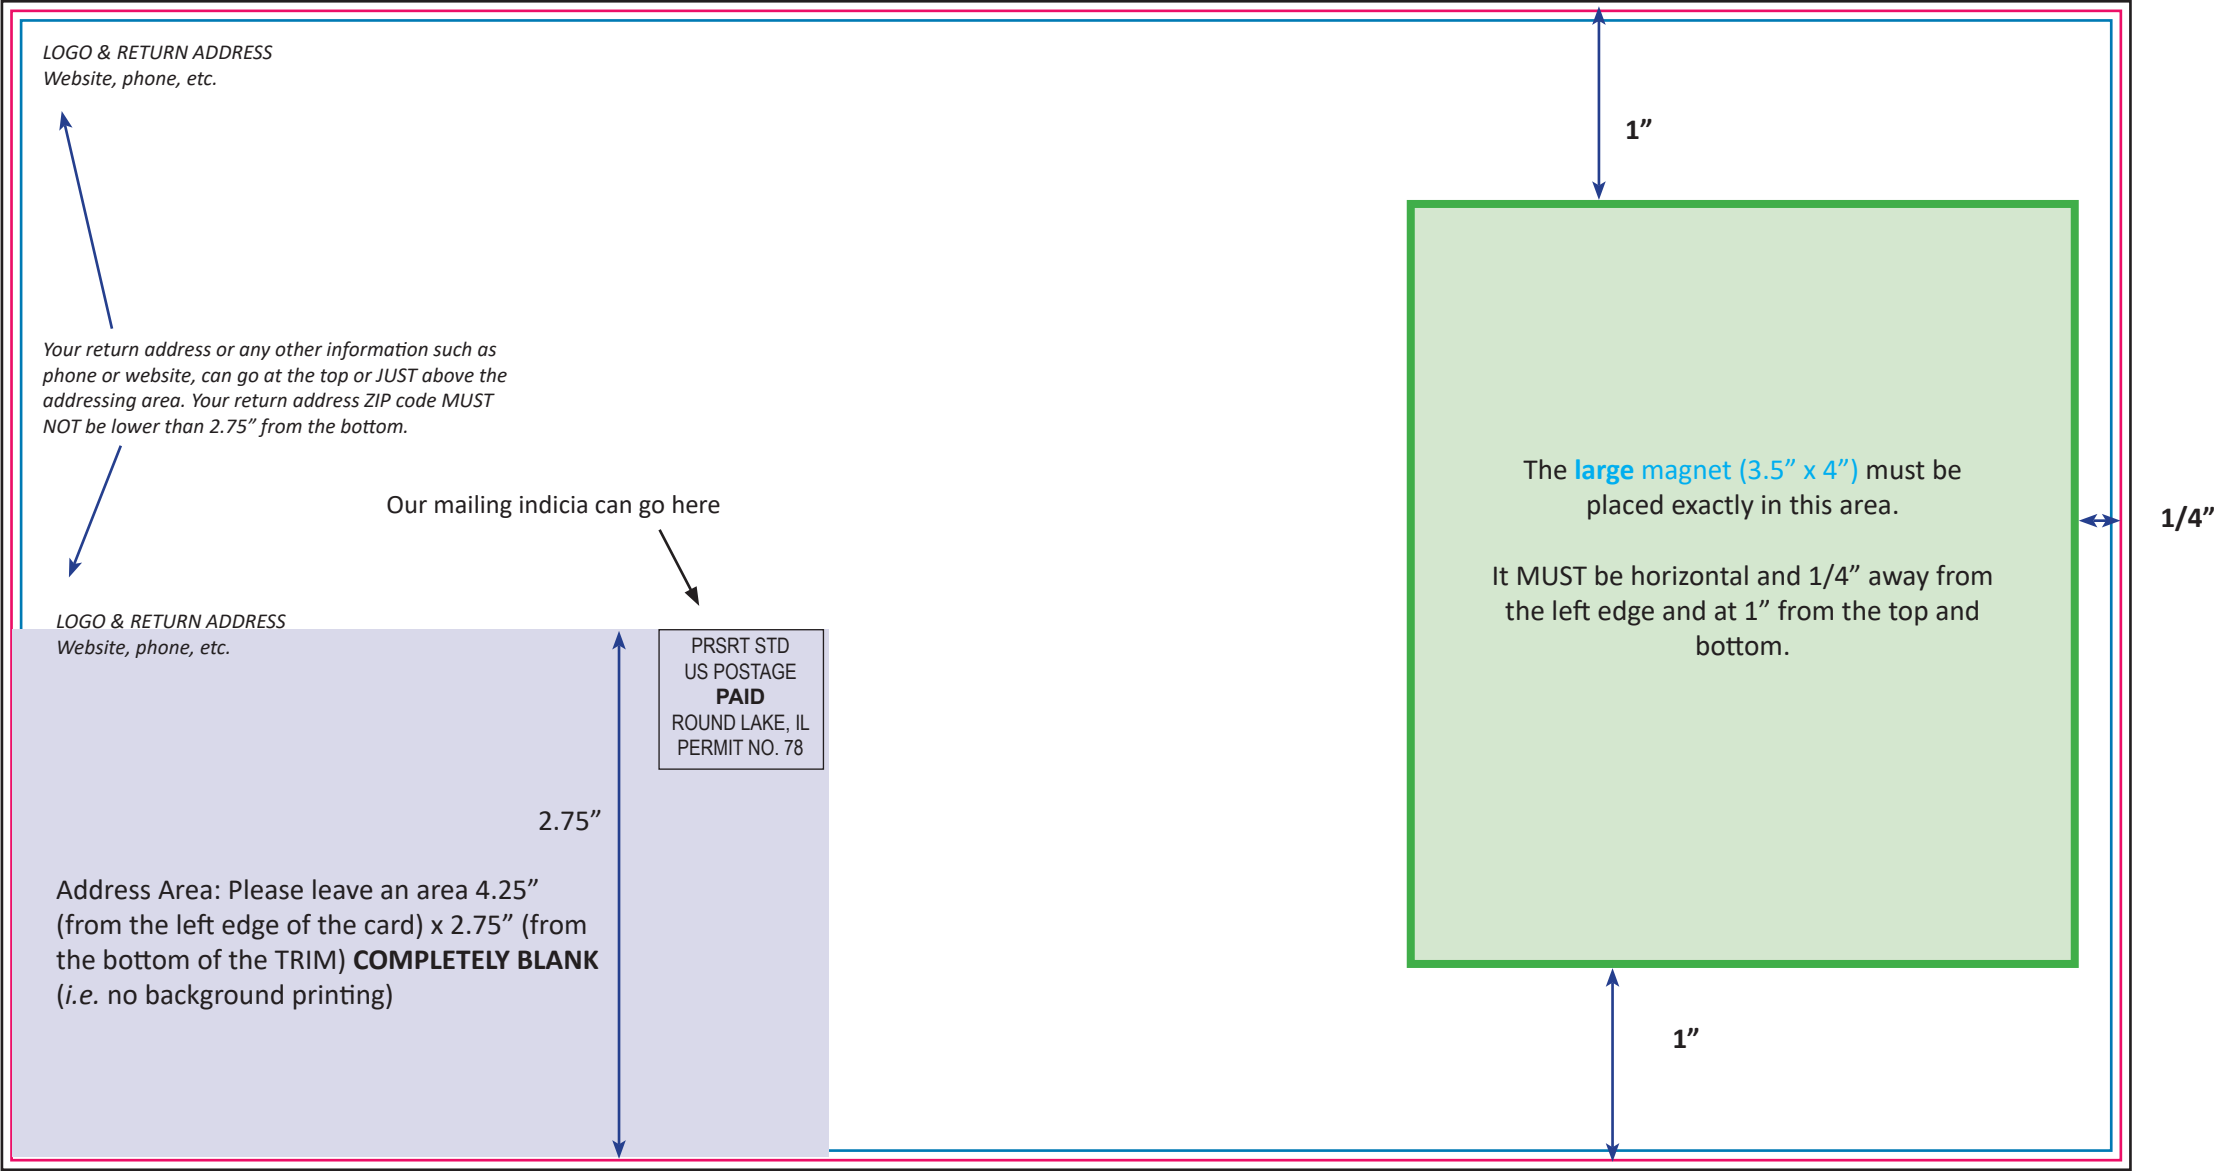 LOGO & RETURN ADDRESS
Website, phone, etc.
1”
Your return address or any other information such as
phone or website, can go at the top or JUST above the
addressing area. Your return address ZIP code MUST
NOT be lower than 2.75” from the bottom.
Our mailing indicia can go here
The large magnet (3.5” x 4”) must be
placed exactly in this area.
It MUST be horizontal and 1/4” away from
the left edge and at 1” from the top and
bottom.
1/4”
LOGO & RETURN ADDRESS
Website, phone, etc.
PRSRT STD
US POSTAGE
PAID
ROUND LAKE, IL
PERMIT NO. 78
2.75”
Address Area: Please leave an area 4.25”
(from the left edge of the card) x 2.75” (from
the bottom of the TRIM) COMPLETELY BLANK
(i.e. no background printing)
1”